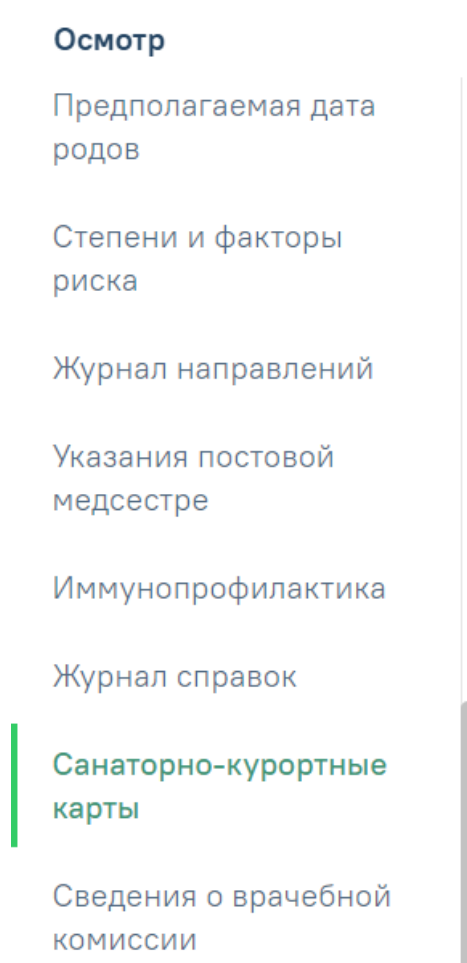 Осмотр
Предполагаемая дата
родов
Степени и факторы
риска
Журнал направлений
Указания постовой
медсестре
Иммунопрофилактика
Журнал справок
Санаторно-курортные
карты
Сведения о врачебной
комиссии